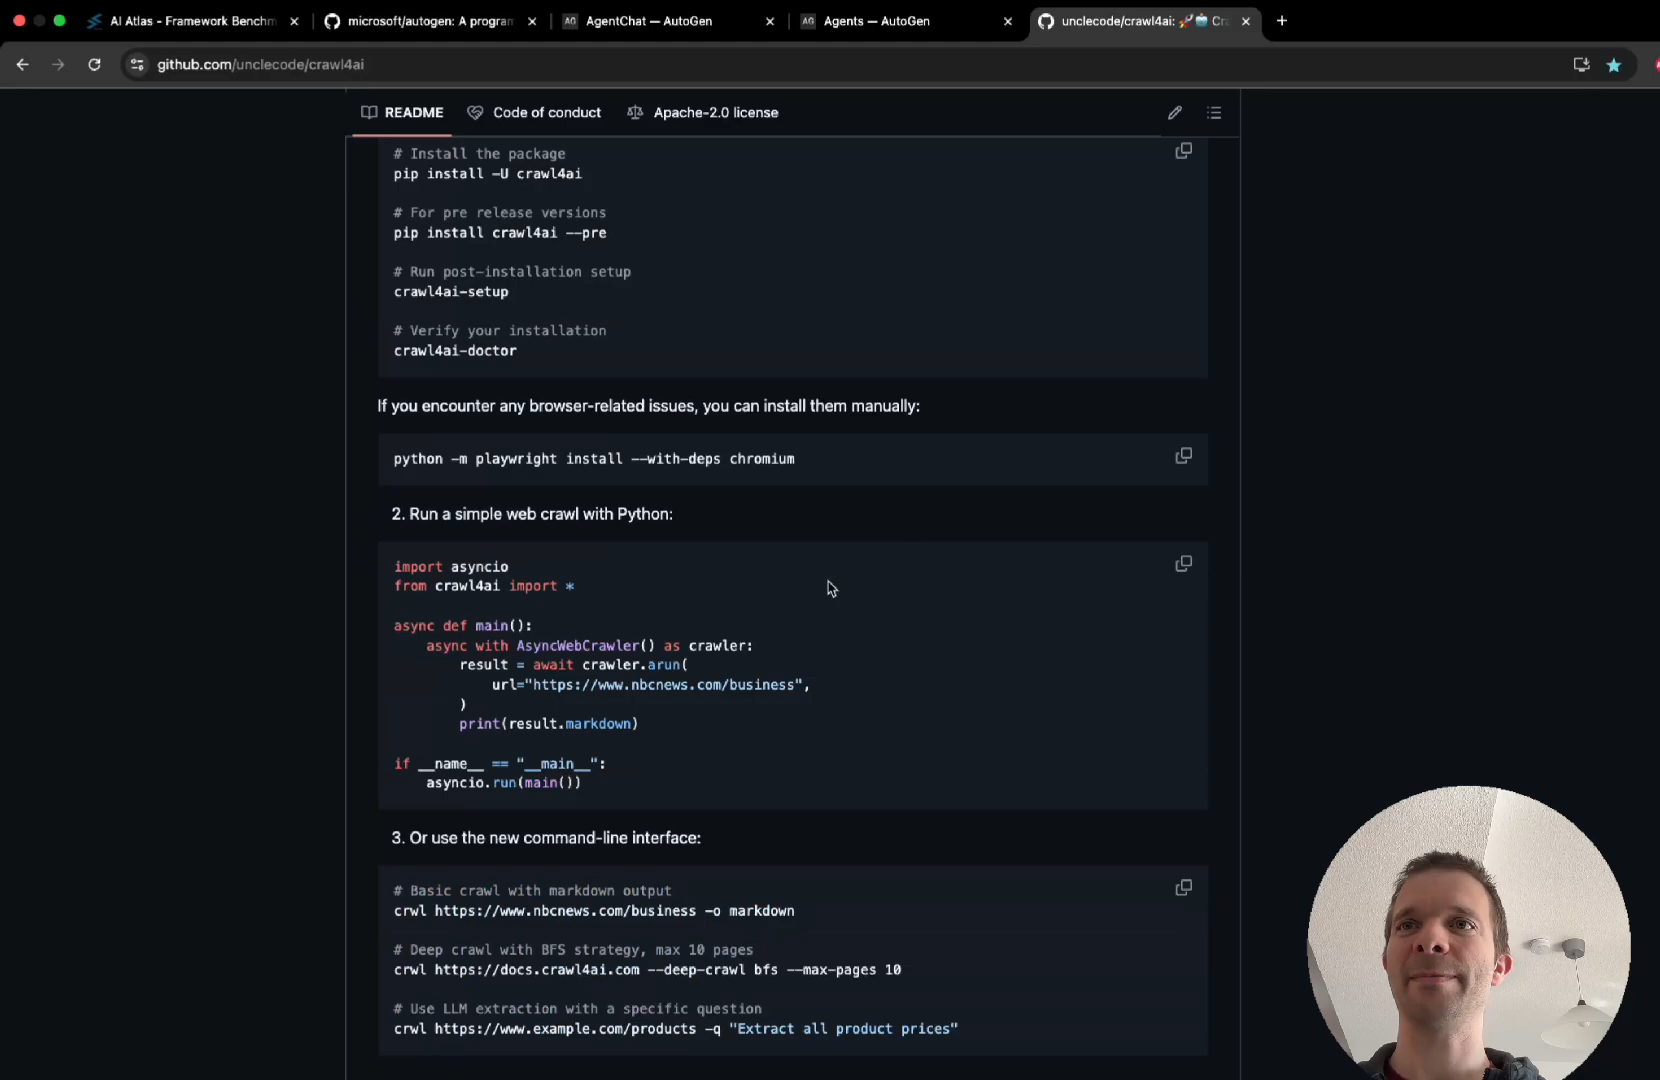 AI Atlas - Framework Benchm
microsoft/autogen: A program
AG AgentChat — AutoGen
AG Agents — AutoGen
unclecode/crawl4ai: 🚀🤖 Cra
github.com/unclecode/crawl4ai
README
Code of conduct
Apache-2.0 license
# Install the package
pip install -U crawl4ai
# For pre release versions
pip install crawl4ai --pre
# Run post-installation setup
crawl4ai-setup
# Verify your installation
crawl4ai-doctor
If you encounter any browser-related issues, you can install them manually:
python -m playwright install --with-deps chromium
2. Run a simple web crawl with Python:
import asyncio
from crawl4ai import *
async def main():
async with AsyncWebCrawler() as crawler:
result = await crawler.arun(
url="https://www.nbcnews.com/business",
)
print(result.markdown)
if __name__ == "__main__":
asyncio.run(main())
3. Or use the new command-line interface:
# Basic crawl with markdown output
crwl https://www.nbcnews.com/business -o markdown
# Deep crawl with BFS strategy, max 10 pages
crwl https://docs.crawl4ai.com --deep-crawl bfs --max-pages 10
# Use LLM extraction with a specific question
crwl https://www.example.com/products -q "Extract all product prices"